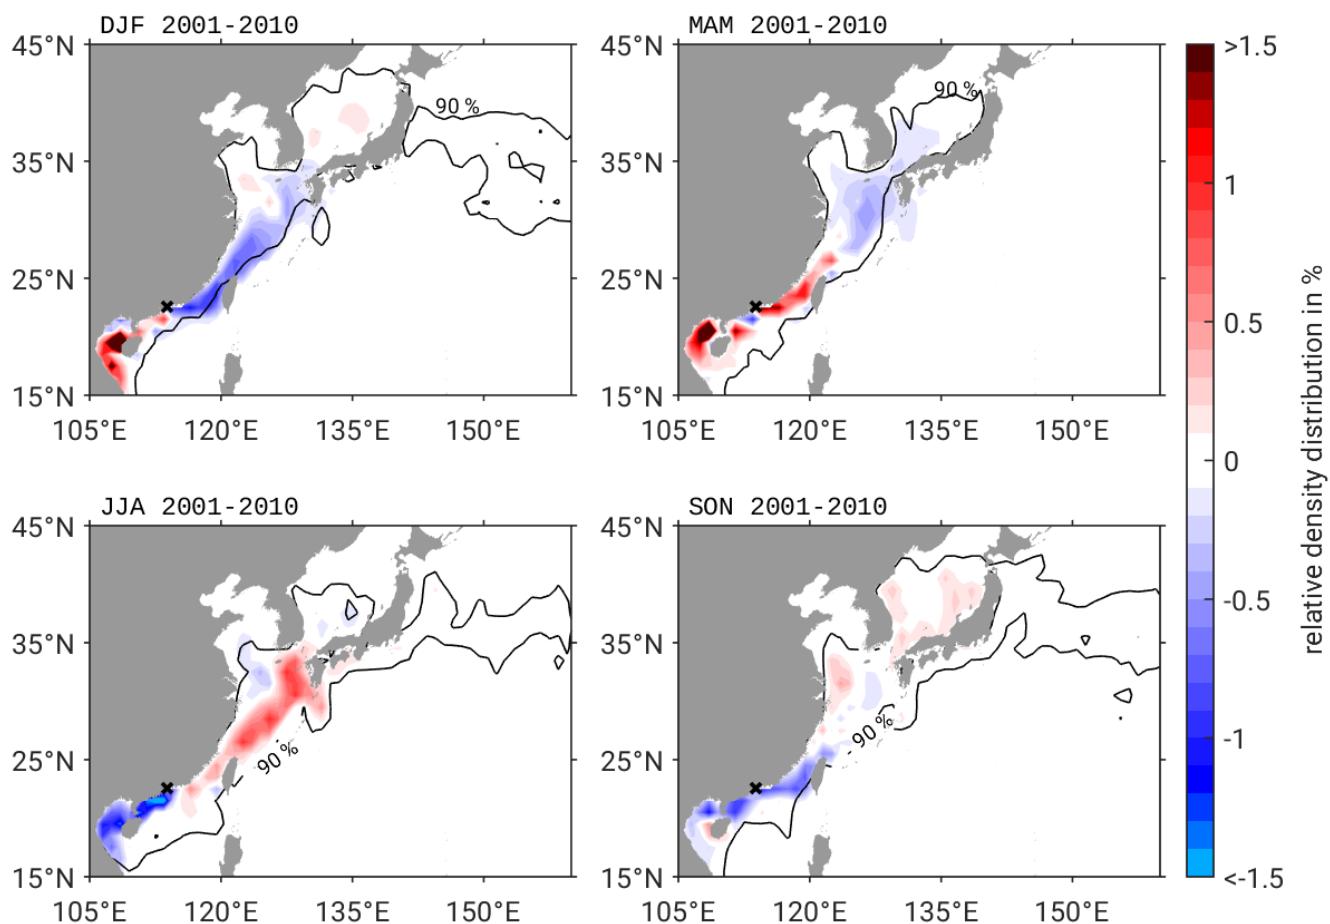 DJF 2001-2010
45°N
35°N
25°N
15°N
105°E 120°E 135°E 150°E
90 %
MAM 2001-2010
45°N
35°N
25°N
15°N
105°E 120°E 135°E 150°E
90 %
JJA 2001-2010
45°N
35°N
25°N
15°N
105°E 120°E 135°E 150°E
90 %
SON 2001-2010
45°N
35°N
25°N
15°N
105°E 120°E 135°E 150°E
90 %
>1.5
1
0.5
0
-0.5
-1
<-1.5
relative density distribution in %